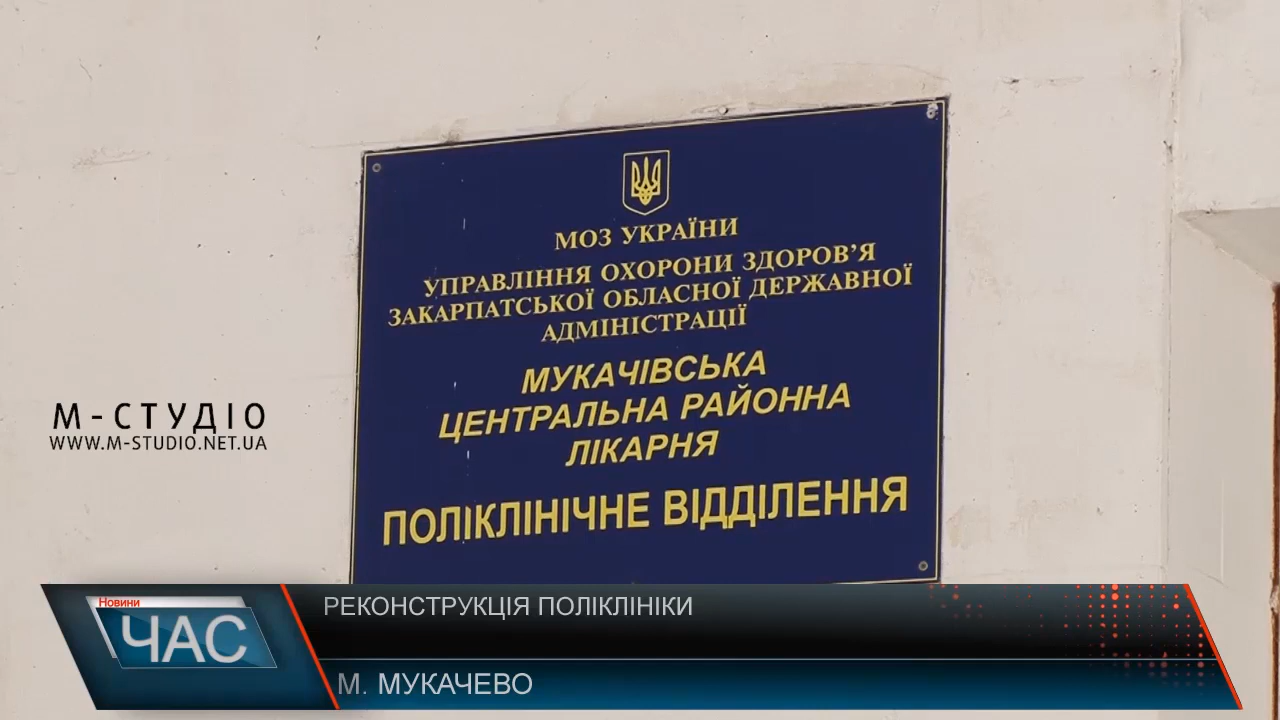 МОЗ УКРАЇНИ
УПРАВЛІННЯ ОХОРОНИ ЗДОРОВ’Я
ЗАКАРПАТСЬКОЇ ОБЛАСНОЇ ДЕРЖАВНОЇ
АДМІНІСТРАЦІЇ
МУКАЧІВСЬКА
ЦЕНТРАЛЬНА РАЙОННА
ЛІКАРНЯ
ПОЛІКЛІНІЧНЕ ВІДДІЛЕННЯ
М-СТУДІО
WWW.M-STUDIO.NET.UA
Новини
ЧАС
РЕКОНСТРУКЦІЯ ПОЛІКЛІНІКИ
М. МУКАЧЕВО